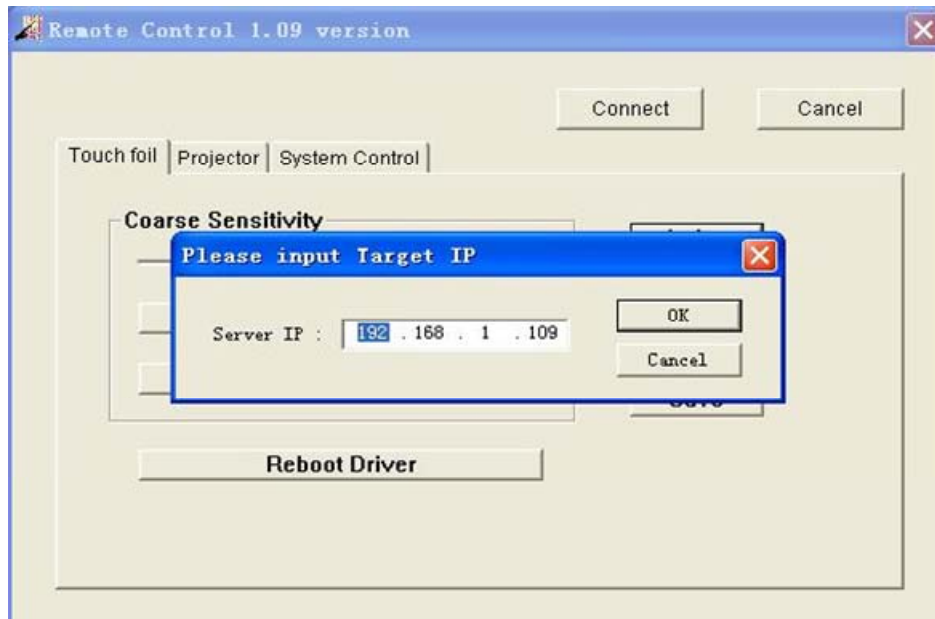 Remote Control 1.09 version
Connect Cancel
Touch foil Projector System Control
Coarse Sensitivity
Please input Target IP
Server IP : 192 . 168 . 1 . 109
OK
Cancel
Reboot Driver